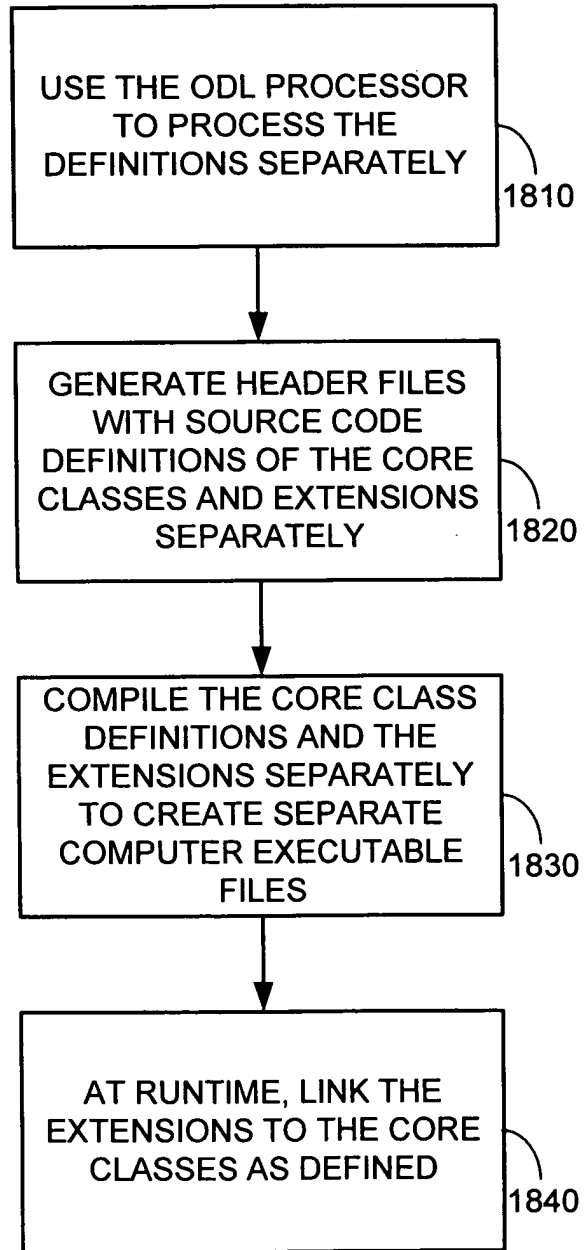 USE THE ODL PROCESSOR
TO PROCESS THE
DEFINITIONS SEPARATELY
1810
GENERATE HEADER FILES
WITH SOURCE CODE
DEFINITIONS OF THE CORE
CLASSES AND EXTENSIONS
SEPARATELY
1820
COMPILE THE CORE CLASS
DEFINITIONS AND THE
EXTENSIONS SEPARATELY
TO CREATE SEPARATE
COMPUTER EXECUTABLE
FILES
1830
AT RUNTIME, LINK THE
EXTENSIONS TO THE CORE
CLASSES AS DEFINED
1840